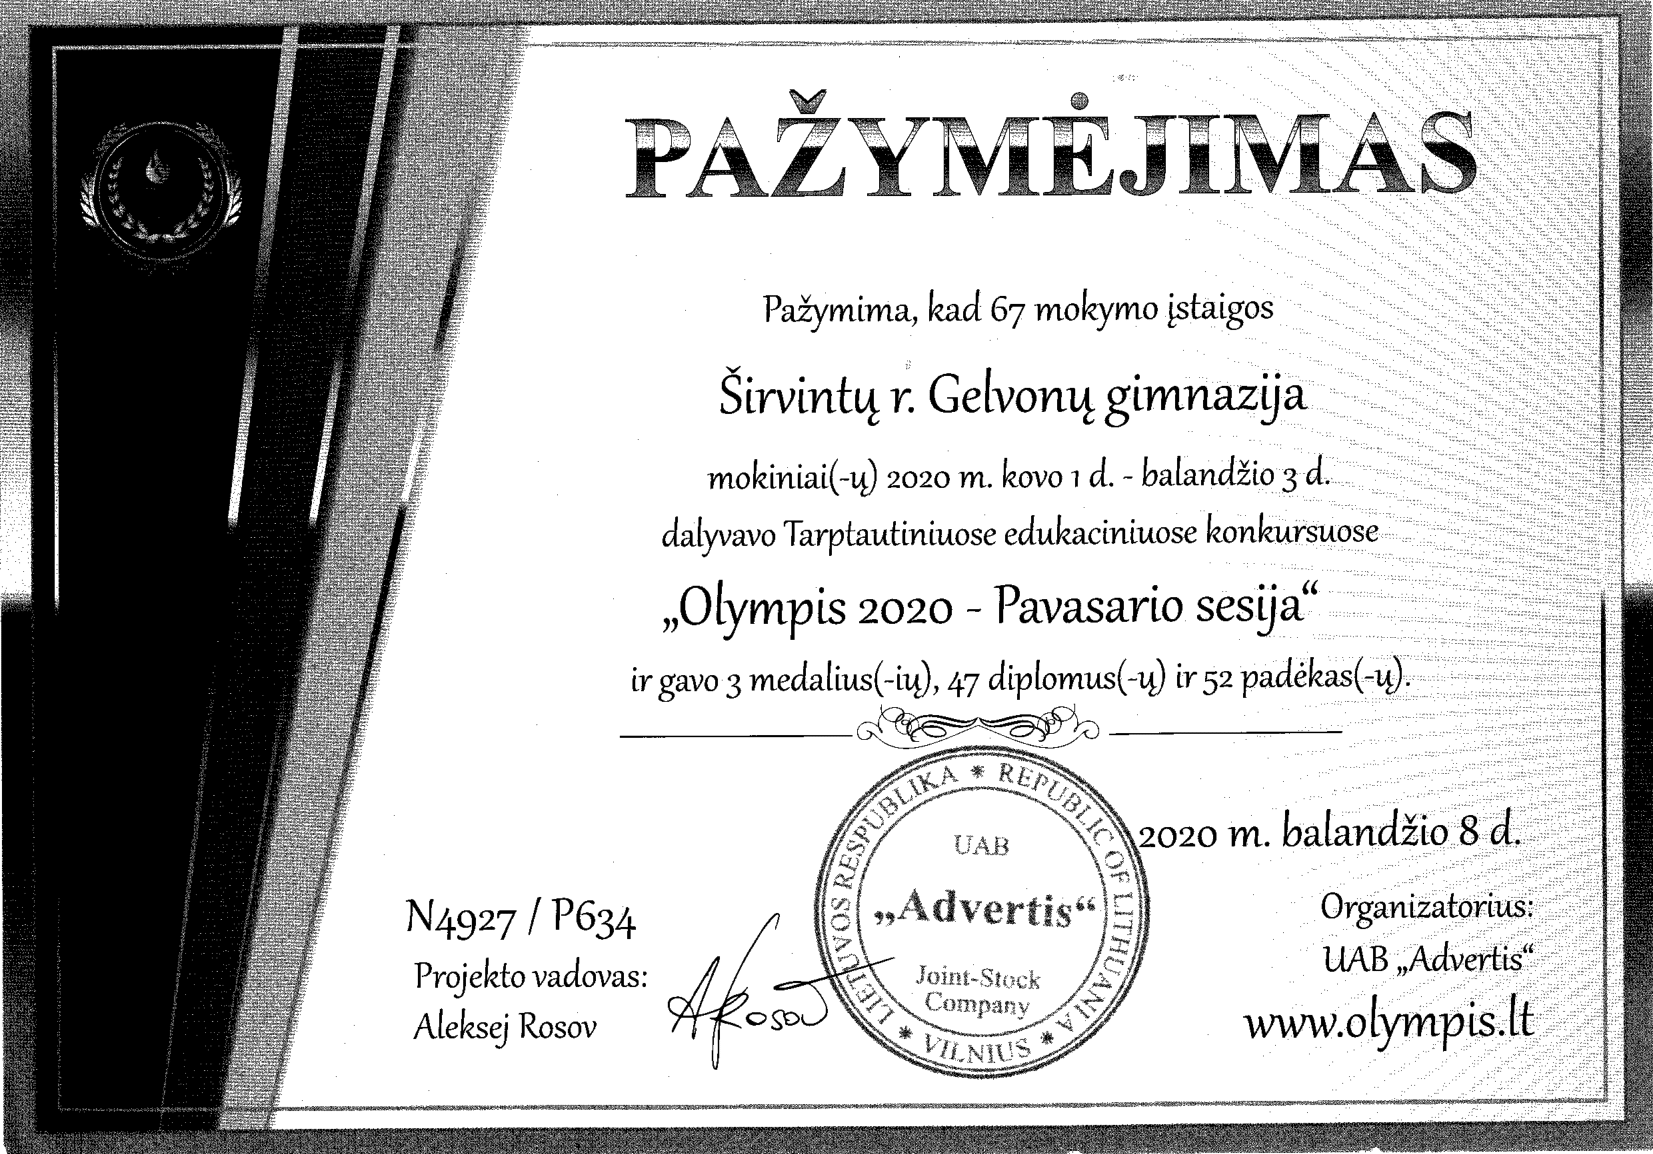 PAŽYMĖJIMAS
Pažymima, kad 67 mokymo įstaigos
Širvintų r. Gelvonų gimnazija
mokiniai(-ų) 2020 m. kovo 1 d. - balandžio 3 d.
dalyvavo Tarptautiniuose edukaciniuose konkursuose
„Olympis 2020 - Pavasario sesija“
ir gavo 3 medalius(-ių), 47 diplomus(-ų) ir 52 padėkas(-ų).
LIETUVOS RESPUBLIKA * REPUBLIC OF LITHUANIA * VILNIUS *
UAB
„Advertis“
Joint-Stock
Company
2020 m. balandžio 8 d.
N4927 / P634
Projekto vadovas:
Aleksej Rosov
ARosov
Organizatorius:
UAB „Advertis“
www.olympis.lt